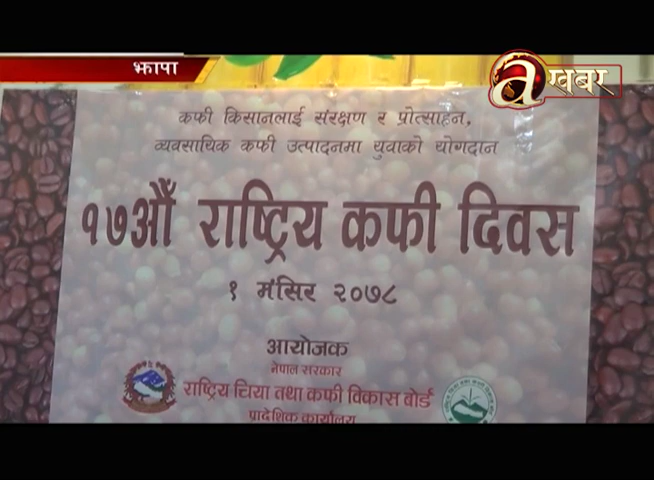 झापा
a खबर
कफी किसानलाई संरक्षण र प्रोत्साहन,
व्यवसायिक कफी उत्पादनमा युवाको योगदान
१७औँ राष्ट्रिय कफी दिवस
१ मंसिर २०७८
आयोजक
नेपाल सरकार
राष्ट्रिय चिया तथा कफी विकास बोर्ड
प्रादेशिक कार्यालय